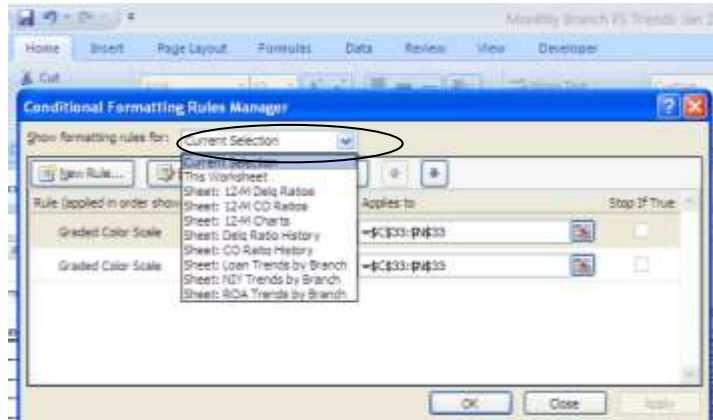 Monthly Branch FS Trends Jan 2
Home Insert Page Layout Formulas Data Review View Developer
Cut
Conditional Formatting Rules Manager
Show formatting rules for: Current Selection
New Rule...
Current Selection
This Worksheet
Sheet: 12-M Delq Ratios
Sheet: 12-M CO Ratios
Sheet: 12-M Charts
Sheet: Delq Ratio History
Sheet: CO Ratio History
Sheet: Loan Trends by Branch
Sheet: NIY Trends by Branch
Sheet: ROA Trends by Branch
Rule (applied in order show Applies to Stop If True
Graded Color Scale =$C$33:$N$33
Graded Color Scale =$C$33:$N$33
OK Close Apply